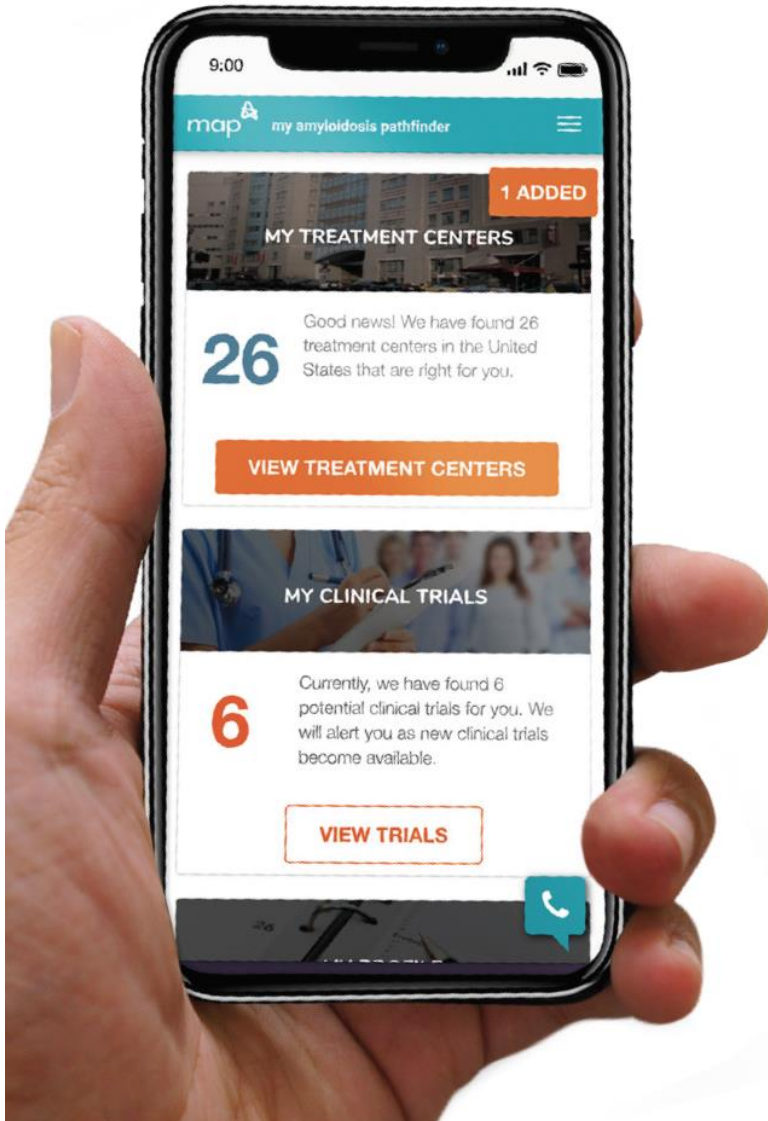 9:00
map my amyloidosis pathfinder
1 ADDED
MY TREATMENT CENTERS
26
Good news! We have found 26
treatment centers in the United
States that are right for you.
VIEW TREATMENT CENTERS
MY CLINICAL TRIALS
6
Currently, we have found 6
potential clinical trials for you. We
will alert you as new clinical trials
become available.
VIEW TRIALS
26
MY PROFILE